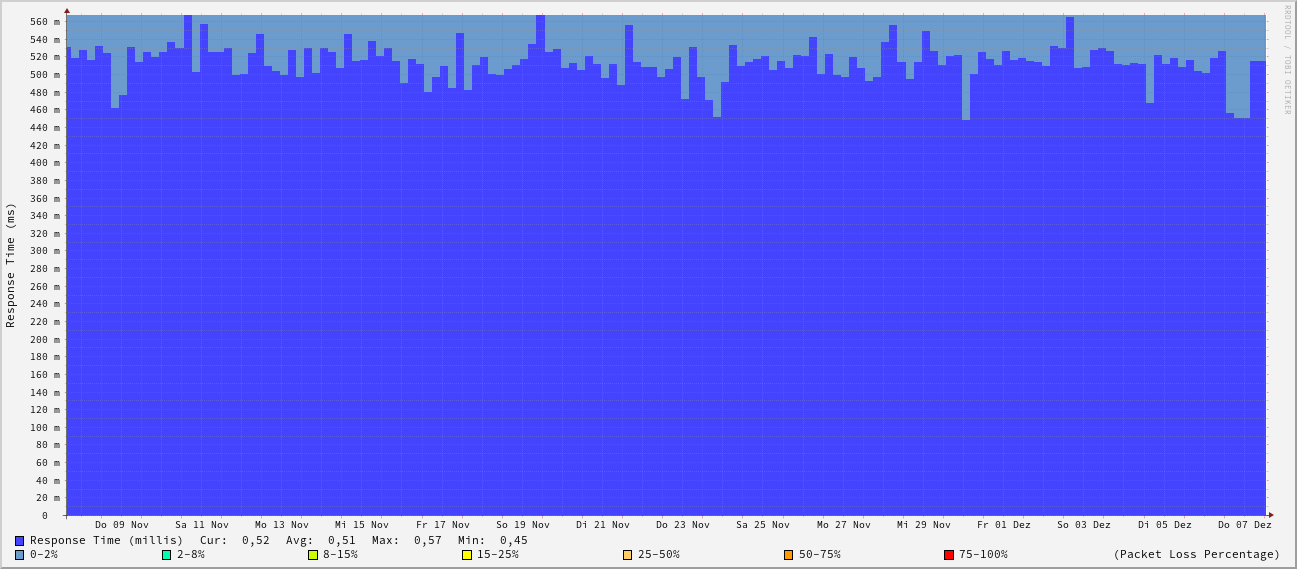 RRDTOOL / TOBI OETIKER
Response Time (ms)
560 m
540 m
520 m
500 m
480 m
460 m
440 m
420 m
400 m
380 m
360 m
340 m
320 m
300 m
280 m
260 m
240 m
220 m
200 m
180 m
160 m
140 m
120 m
100 m
80 m
60 m
40 m
20 m
0
Do 09 Nov Sa 11 Nov Mo 13 Nov Mi 15 Nov Fr 17 Nov So 19 Nov Di 21 Nov Do 23 Nov Sa 25 Nov Mo 27 Nov Mi 29 Nov Fr 01 Dez So 03 Dez Di 05 Dez Do 07 Dez
Response Time (millis) Cur: 0,52 Avg: 0,51 Max: 0,57 Min: 0,45
0-2% 2-8% 8-15% 15-25% 25-50% 50-75% 75-100% (Packet Loss Percentage)